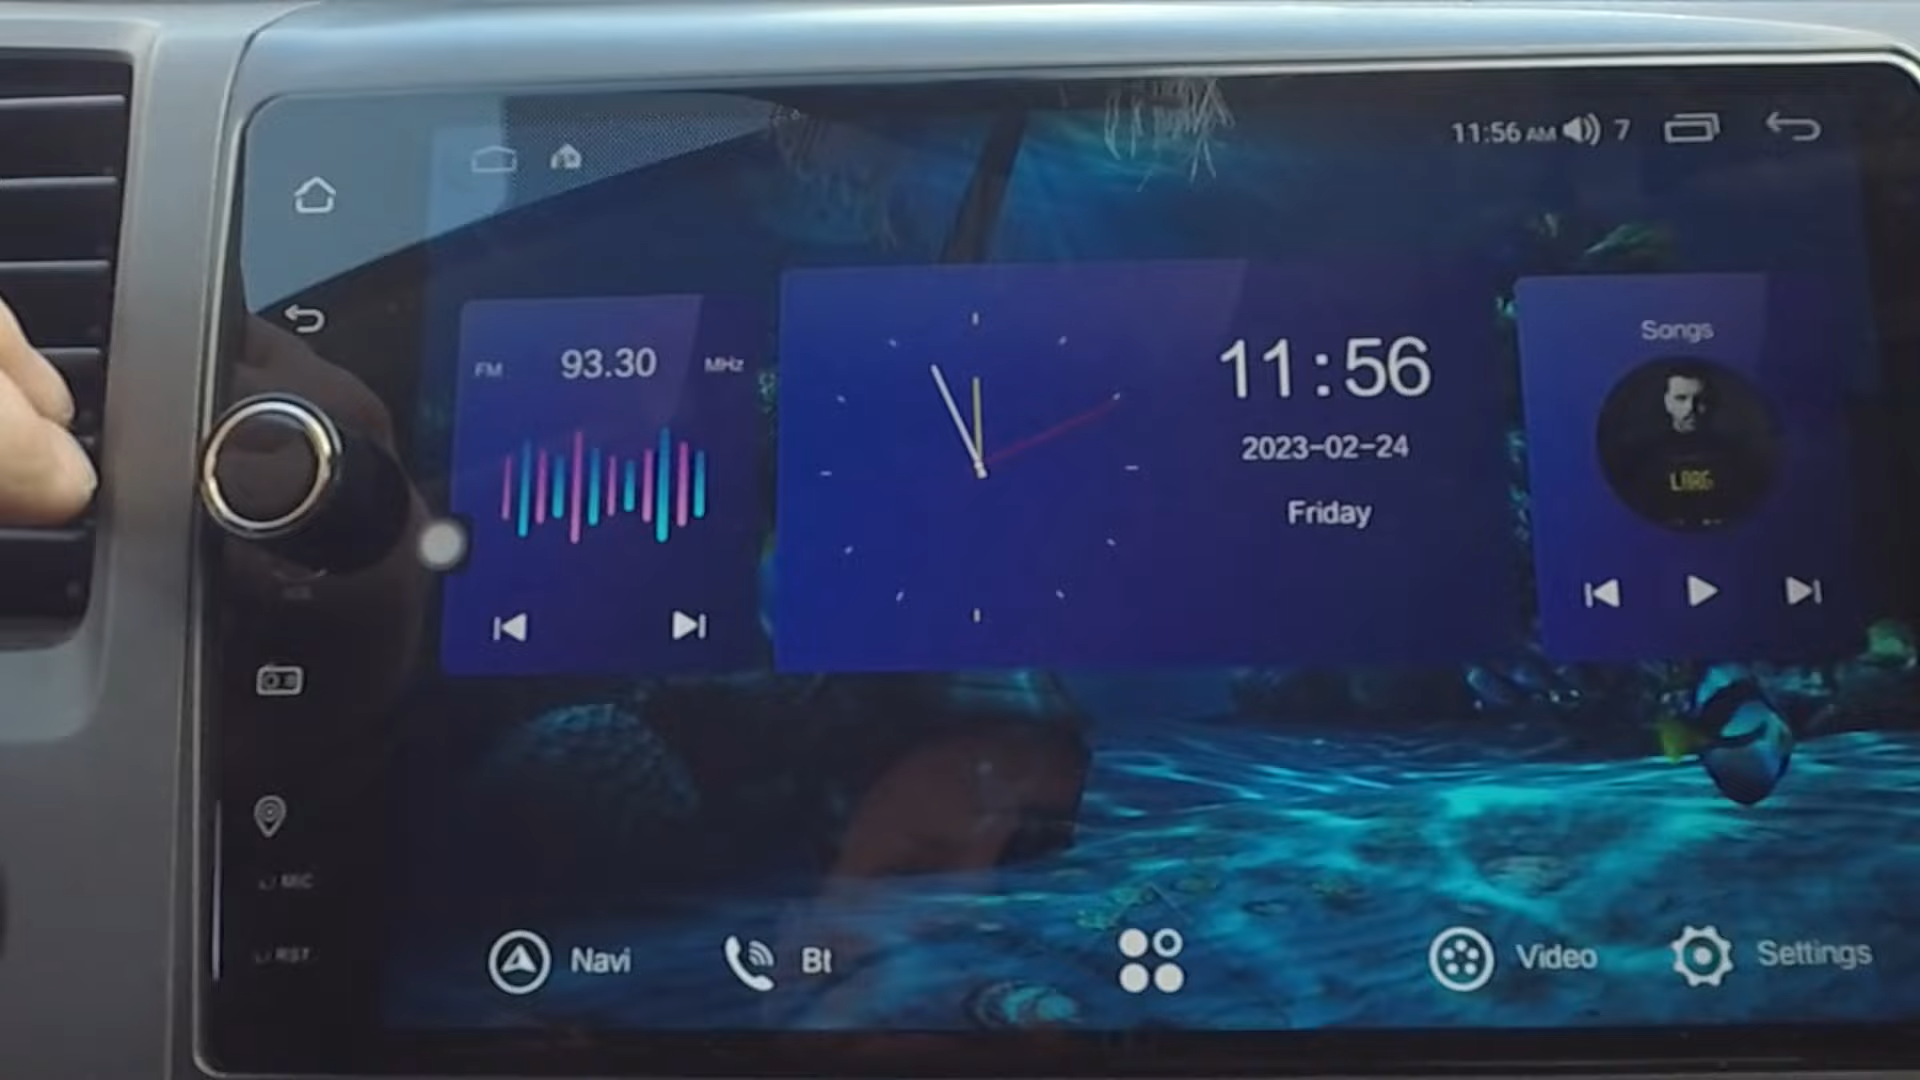 11:56 AM 7
FM 93.30 MHz
11:56
2023-02-24
Friday
Songs
MIC
RST
Navi
Bt
Video
Settings